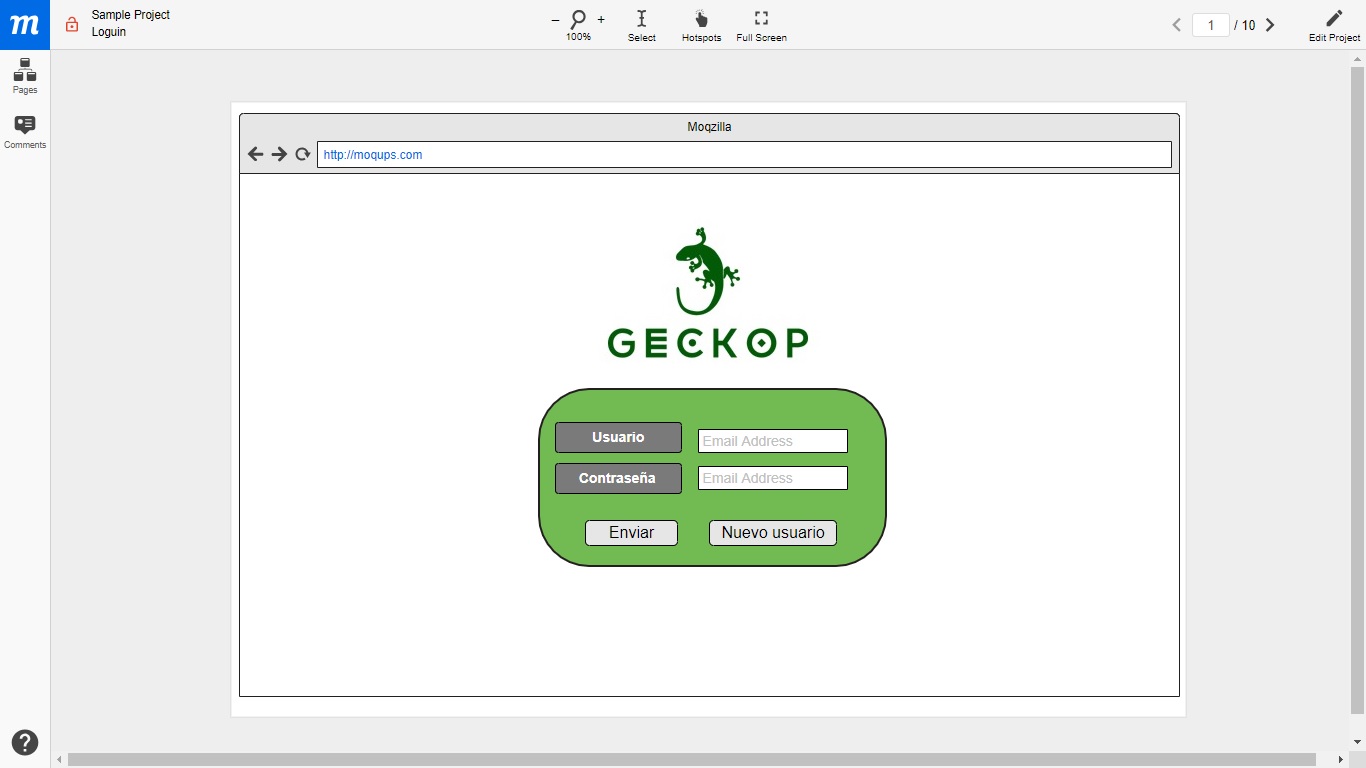 m
Sample Project
Loguin
– 100% +
Select
Hotspots
Full Screen
1 / 10
Edit Project
Pages
Comments
Moqzilla
http://moqups.com
GECKOP
Usuario
Email Address
Contraseña
Email Address
Enviar
Nuevo usuario
?